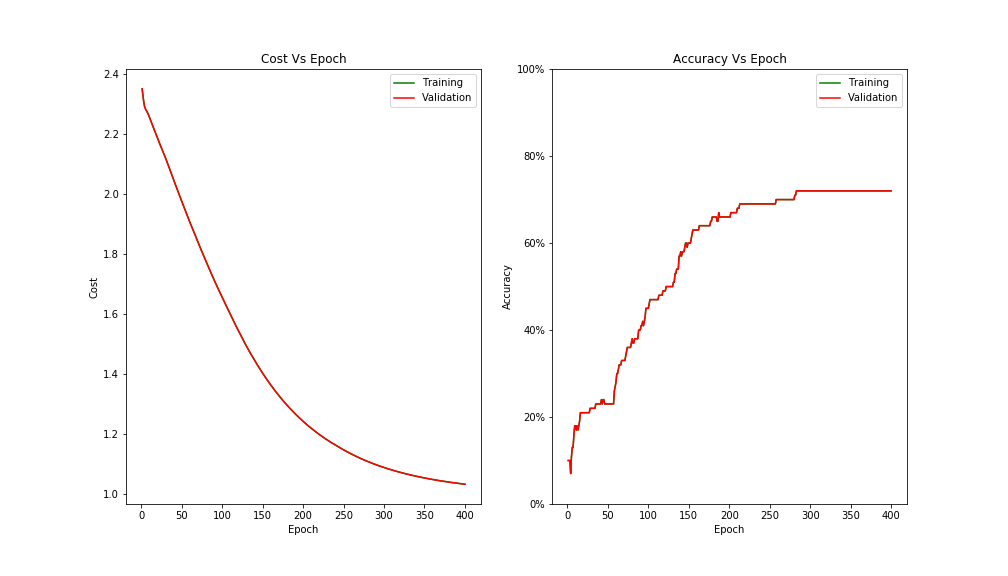 Cost Vs Epoch
2.4
2.2
2.0
1.8
1.6
1.4
1.2
1.0
Cost
0 50 100 150 200 250 300 350 400
Epoch
Training
Validation
Accuracy Vs Epoch
100%
80%
60%
40%
20%
0%
Accuracy
0 50 100 150 200 250 300 350 400
Epoch
Training
Validation